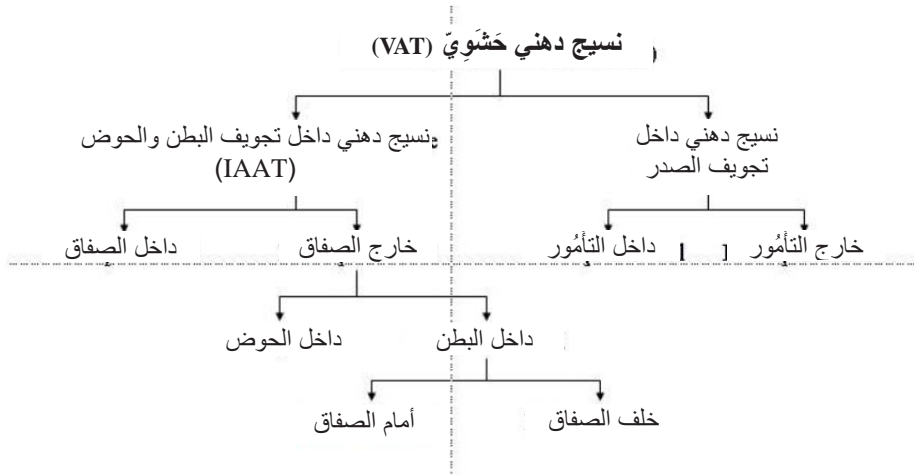 نسيج دهني حَشَوِيّ (VAT)
نسيج دهني داخل
تجويف الصدر
نسيج دهني داخل تجويف البطن والحوض
(IAAT)
خارج التأمُور
داخل التأمُور
خارج الصفاق
داخل الصفاق
داخل البطن
داخل الحوض
خلف الصفاق
أمام الصفاق